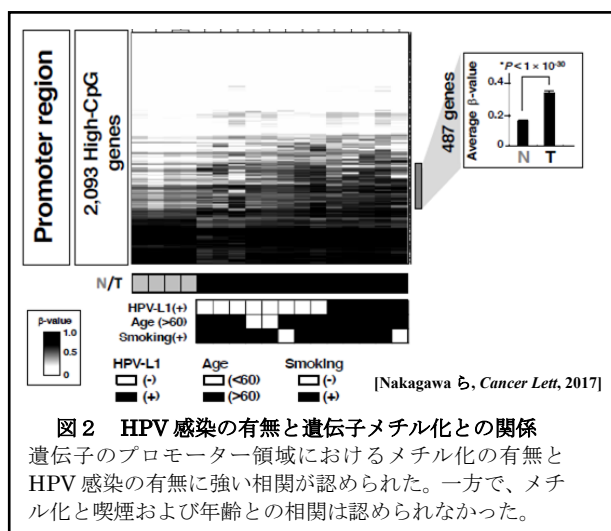 Promoter region
2,093 High-CpG
genes
487 genes
*P < 1 × 10-30
Average β-value
0.4
0.2
0
N T
N/T
HPV-L1(+)
Age (>60)
Smoking(+)
β-value
1.0
0.5
0
HPV-L1 Age Smoking
(-) (<60) (-)
(+) (>60) (+)
[Nakagawa ら, Cancer Lett, 2017]
図2 HPV 感染の有無と遺伝子メチル化との関係
遺伝子のプロモーター領域におけるメチル化の有無と
HPV 感染の有無に強い相関が認められた。一方で、メチ
ル化と喫煙および年齢との相関は認められなかった。